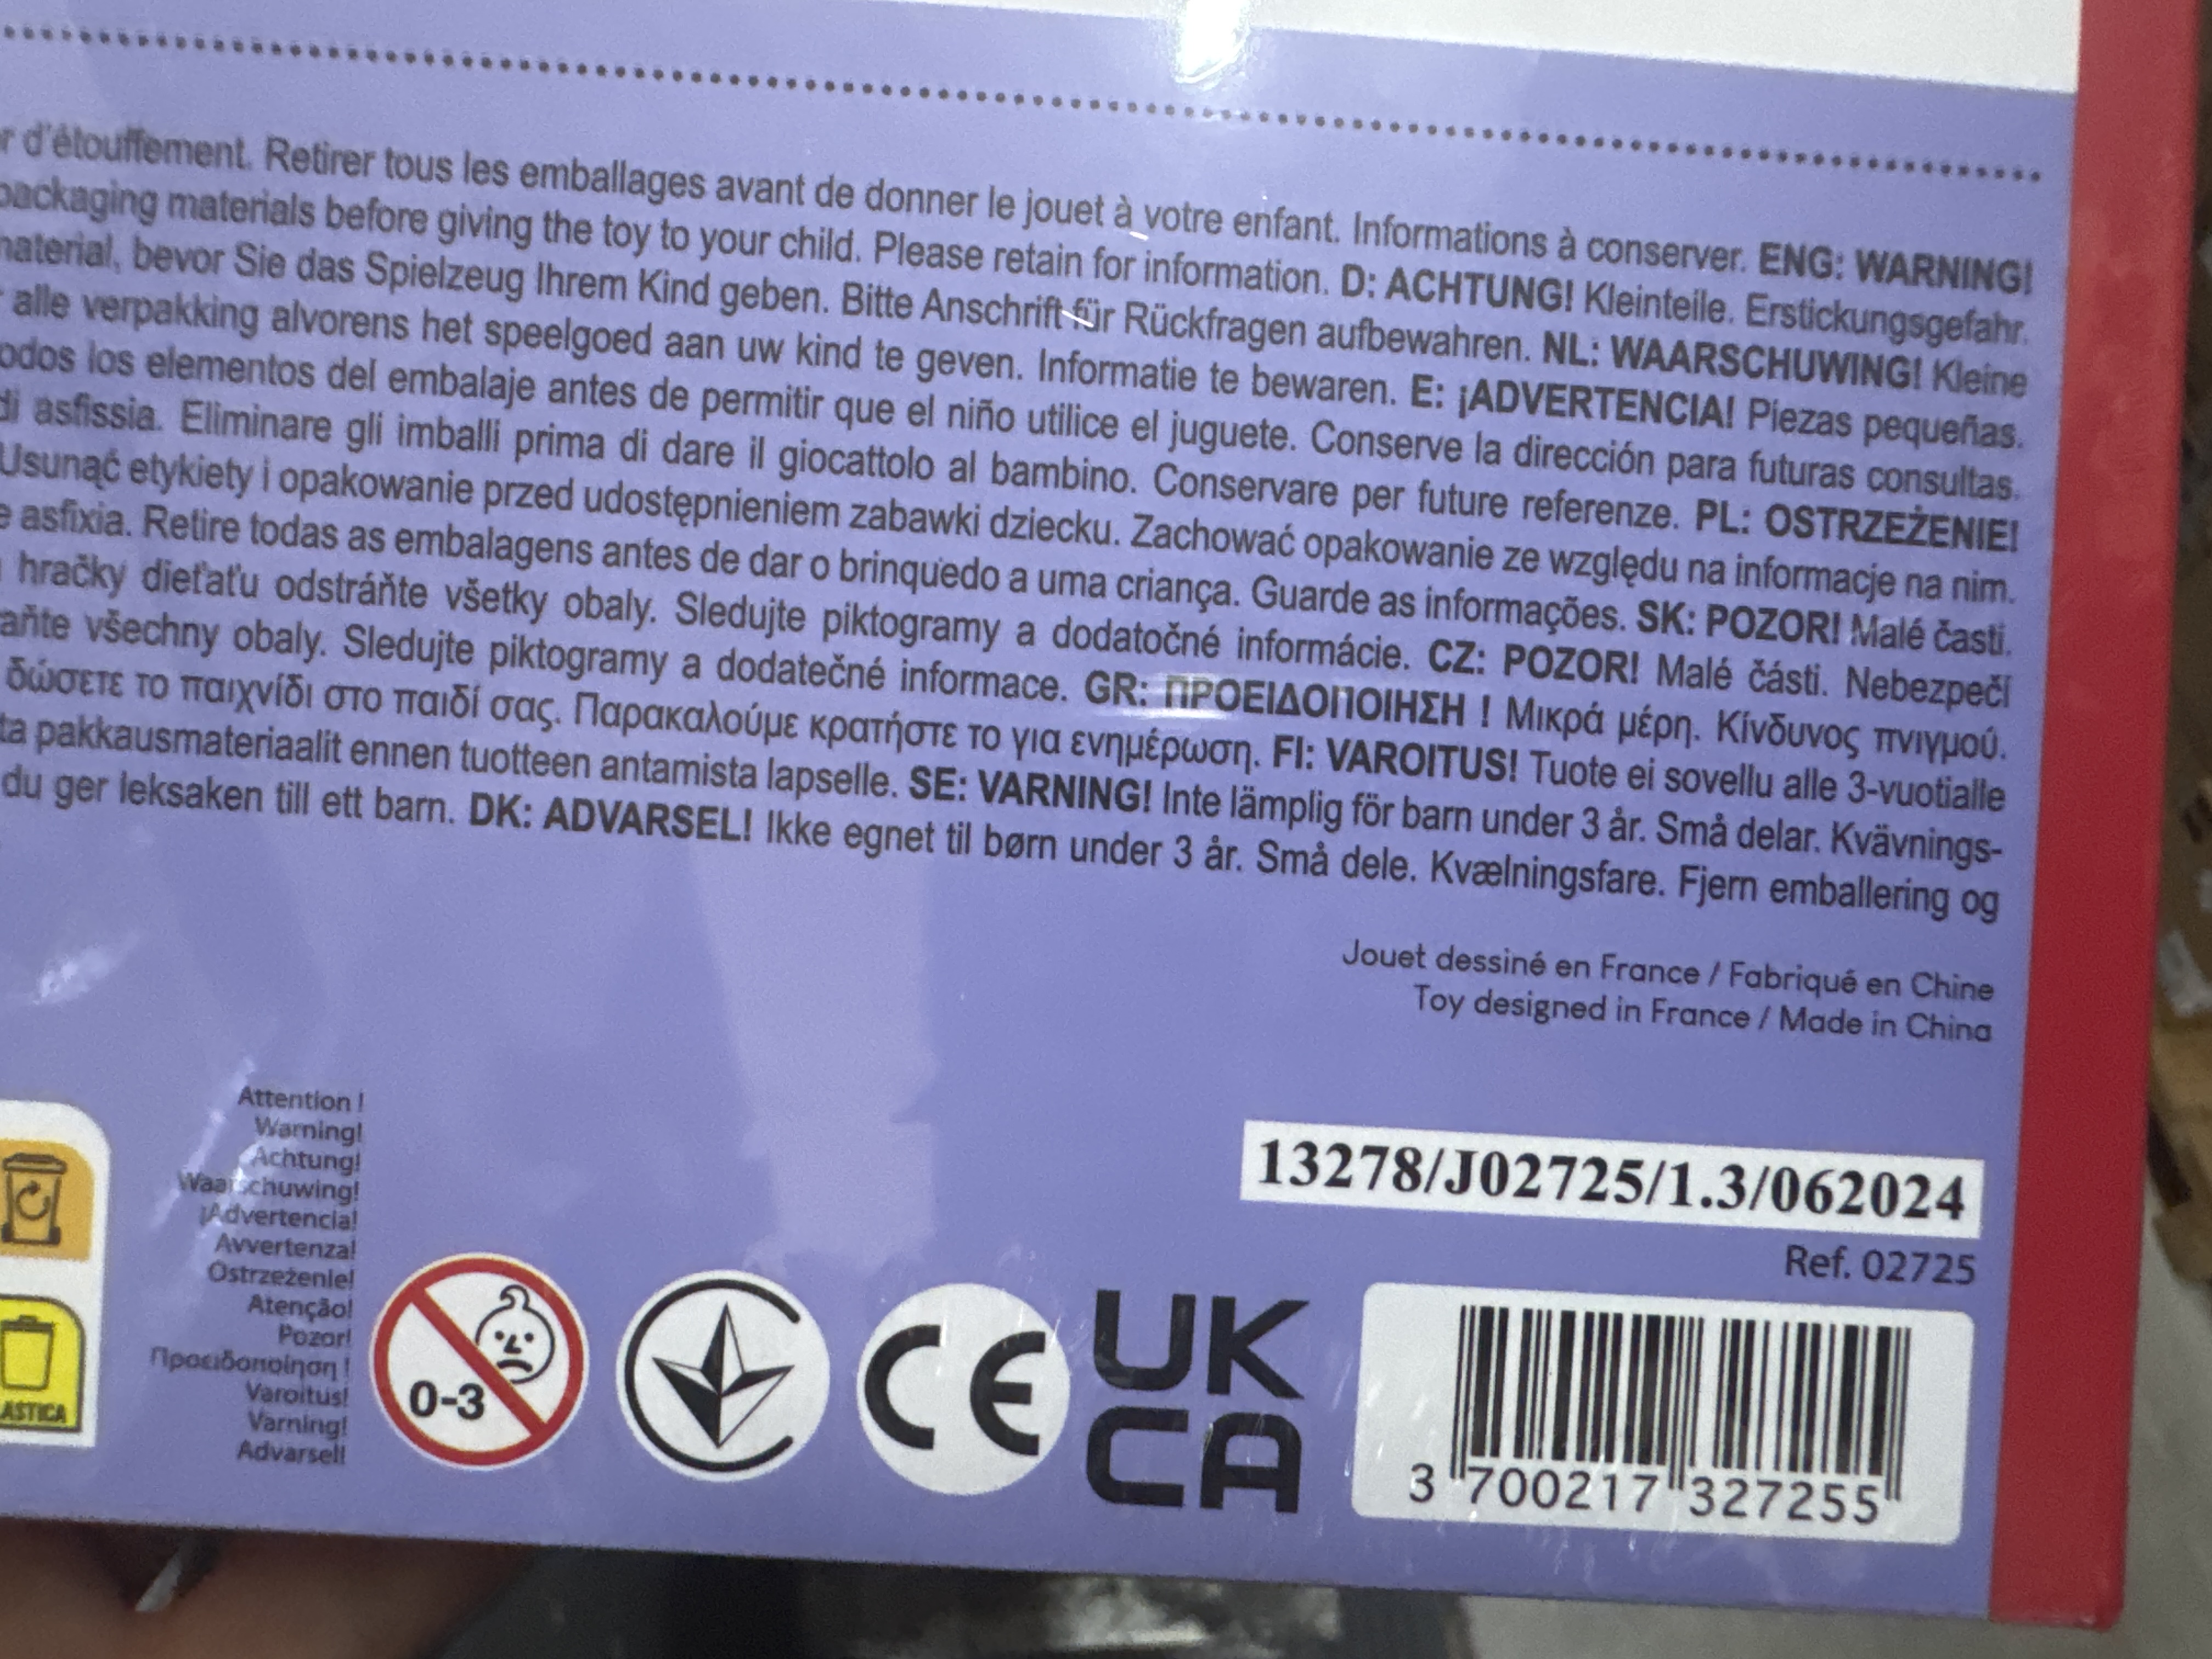 d'étouffement. Retirer tous les emballages avant de donner le jouet à votre enfant. Informations à conserver. ENG: WARNING!
packaging materials before giving the toy to your child. Please retain for information. D: ACHTUNG! Kleinteile. Erstickungsgefahr.
material, bevor Sie das Spielzeug Ihrem Kind geben. Bitte Anschrift für Rückfragen aufbewahren. NL: WAARSCHUWING! Kleine
alle verpakking alvorens het speelgoed aan uw kind te geven. Informatie te bewaren. E: ¡ADVERTENCIA! Piezas pequeñas.
odos los elementos del embalaje antes de permitir que el niño utilice el juguete. Conserve la dirección para futuras consultas.
di asfissia. Eliminare gli imballi prima di dare il giocattolo al bambino. Conservare per future referenze. PL: OSTRZEŻENIE!
Usunąć etykiety i opakowanie przed udostępnieniem zabawki dziecku. Zachować opakowanie ze względu na informacje na nim.
e asfixia. Retire todas as embalagens antes de dar o brinquedo a uma criança. Guarde as informações. SK: POZOR! Malé časti.
hračky dieťaťu odstráňte všetky obaly. Sledujte piktogramy a dodatočné informácie. CZ: POZOR! Malé části. Nebezpečí
aňte všechny obaly. Sledujte piktogramy a dodatečné informace. GR: ΠΡΟΕΙΔΟΠΟΙΗΣΗ ! Μικρά μέρη. Κίνδυνος πνιγμού.
δώσετε το παιχνίδι στο παιδί σας. Παρακαλούμε κρατήστε το για ενημέρωση. FI: VAROITUS! Tuote ei sovellu alle 3-vuotialle
ta pakkausmateriaalit ennen tuotteen antamista lapselle. SE: VARNING! Inte lämplig för barn under 3 år. Små delar. Kvävnings-
du ger leksaken till ett barn. DK: ADVARSEL! Ikke egnet til børn under 3 år. Små dele. Kvælningsfare. Fjern emballering og
Jouet dessiné en France / Fabriqué en Chine
Toy designed in France / Made in China
Attention !
Warning!
Achtung!
Waarschuwing!
¡Advertencia!
Avvertenza!
Ostrzeżenie!
Atenção!
Pozor!
Προειδοποίηση !
Varoitus!
Varning!
Advarsel!
13278/J02725/1.3/062024
Ref. 02725
0-3
CE
UK
CA
ASTICA
3 700217 327255